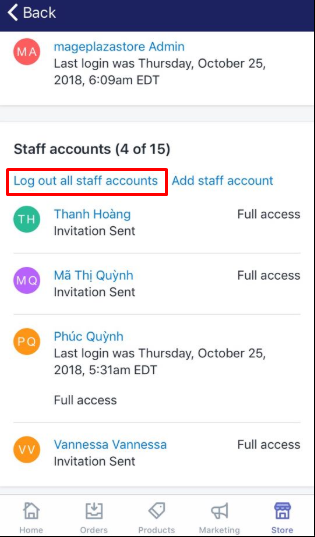 Back
MA
mageplazastore Admin
Last login was Thursday, October 25,
2018, 6:09am EDT
Staff accounts (4 of 15)
Log out all staff accounts Add staff account
TH
Thanh Hoàng Full access
Invitation Sent
MQ
Mã Thị Quỳnh Full access
Invitation Sent
PQ
Phúc Quỳnh
Last login was Thursday, October 25,
2018, 5:31am EDT
Full access
VV
Vannessa Vannessa Full access
Invitation Sent
Home Orders Products Marketing Store